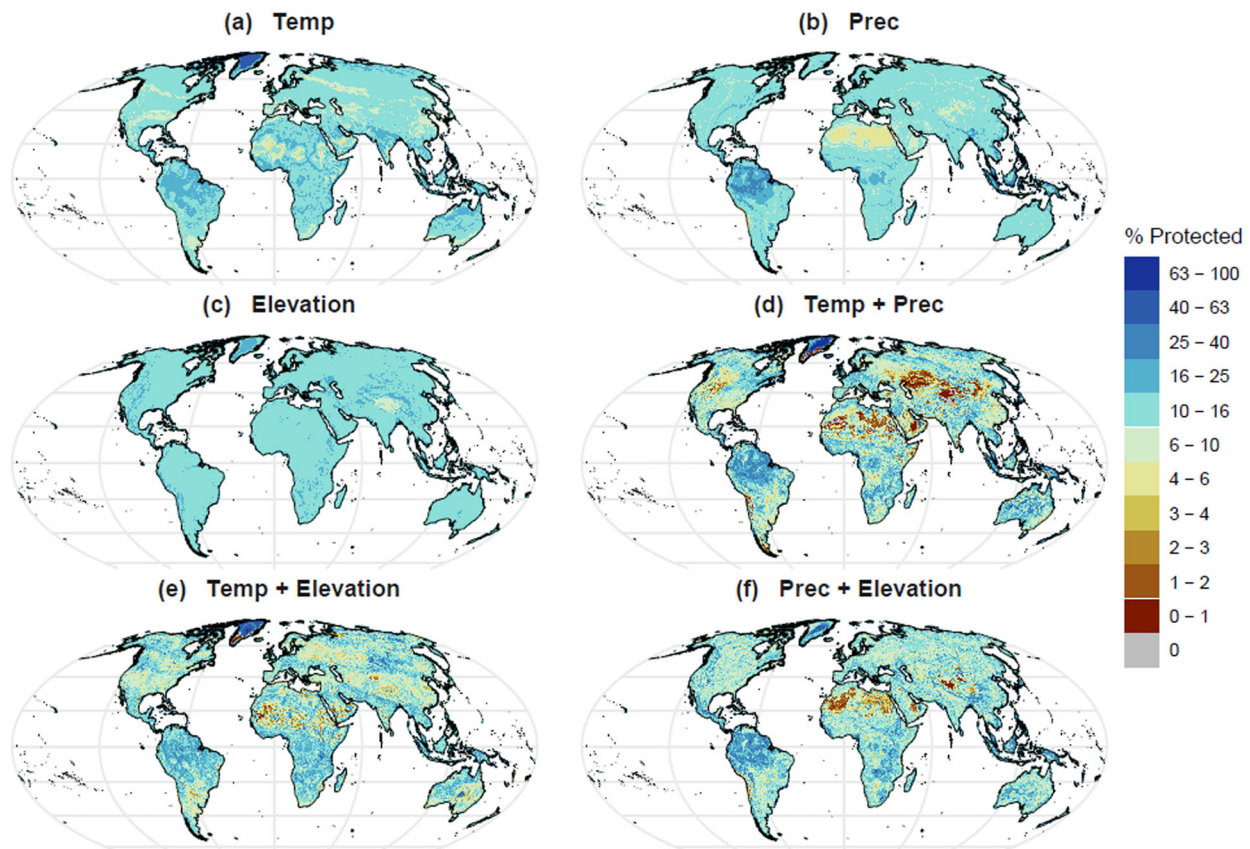 (a) Temp
(b) Prec
(c) Elevation
(d) Temp + Prec
(e) Temp + Elevation
(f) Prec + Elevation
% Protected
63 − 100
40 − 63
25 − 40
16 − 25
10 − 16
6 − 10
4 − 6
3 − 4
2 − 3
1 − 2
0 − 1
0